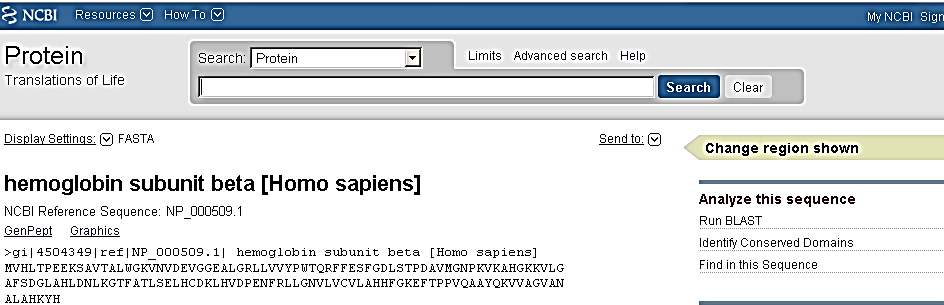 NCBI Resources How To My NCBI Sign
Protein
Translations of Life
Search: Protein Limits Advanced search Help
Search Clear
Display Settings: FASTA Send to:
Change region shown
hemoglobin subunit beta [Homo sapiens]
NCBI Reference Sequence: NP_000509.1
GenPept Graphics
>gi|4504349|ref|NP_000509.1| hemoglobin subunit beta [Homo sapiens]
MVHLTPEEKSAVTALWGKVNVDEVGGEALGRLLVVYPWTQRFFESFGDLSTPDAVMGNPKVKAHGKKVLG
AFSDGLAHLDNLKGTFATLSELHCDKLHVDPENFRLLGNVLVCVLAHHFGKEFTPPVQAAYQKVVAGVAN
ALAHKYH
Analyze this sequence
Run BLAST
Identify Conserved Domains
Find in this Sequence